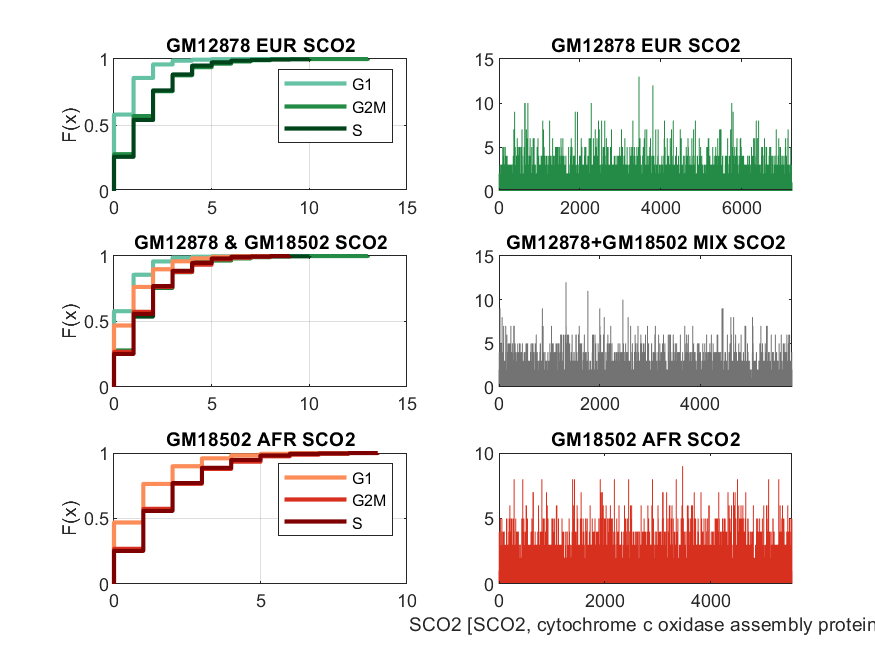 GM12878 EUR SCO2
F(x)
1
0.5
0
0 5 10 15
G1
G2M
S
GM12878 EUR SCO2
15
10
5
0
0 2000 4000 6000
GM12878 & GM18502 SCO2
F(x)
1
0.5
0
0 5 10 15
GM12878+GM18502 MIX SCO2
15
10
5
0
0 2000 4000
GM18502 AFR SCO2
F(x)
1
0.5
0
0 5 10
G1
G2M
S
GM18502 AFR SCO2
10
5
0
0 2000 4000
SCO2 [SCO2, cytochrome c oxidase assembly protein